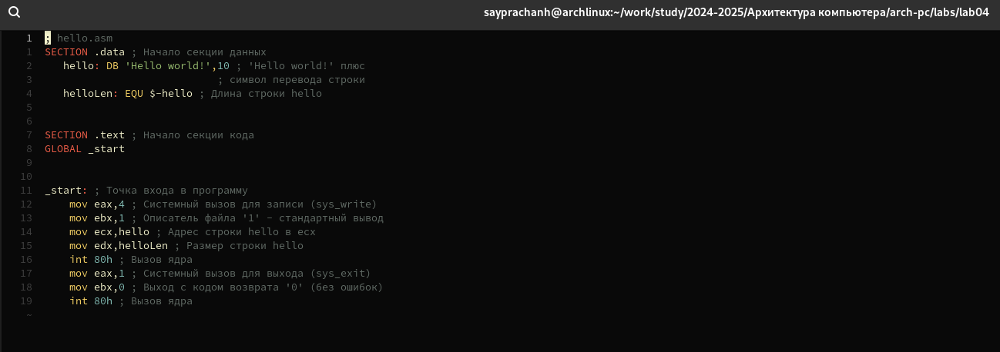 sayprachanh@archlinux:~/work/study/2024-2025/Архитектура компьютера/arch-pc/labs/lab04
1 ; hello.asm
1 SECTION .data ; Начало секции данных
2 hello: DB 'Hello world!',10 ; 'Hello world!' плюс
3 ; символ перевода строки
4 helloLen: EQU $-hello ; Длина строки hello
5
6
7 SECTION .text ; Начало секции кода
8 GLOBAL _start
9
10
11 _start: ; Точка входа в программу
12 mov eax,4 ; Системный вызов для записи (sys_write)
13 mov ebx,1 ; Описатель файла '1' - стандартный вывод
14 mov ecx,hello ; Адрес строки hello в ecx
15 mov edx,helloLen ; Размер строки hello
16 int 80h ; Вызов ядра
17 mov eax,1 ; Системный вызов для выхода (sys_exit)
18 mov ebx,0 ; Выход с кодом возврата '0' (без ошибок)
19 int 80h ; Вызов ядра
~